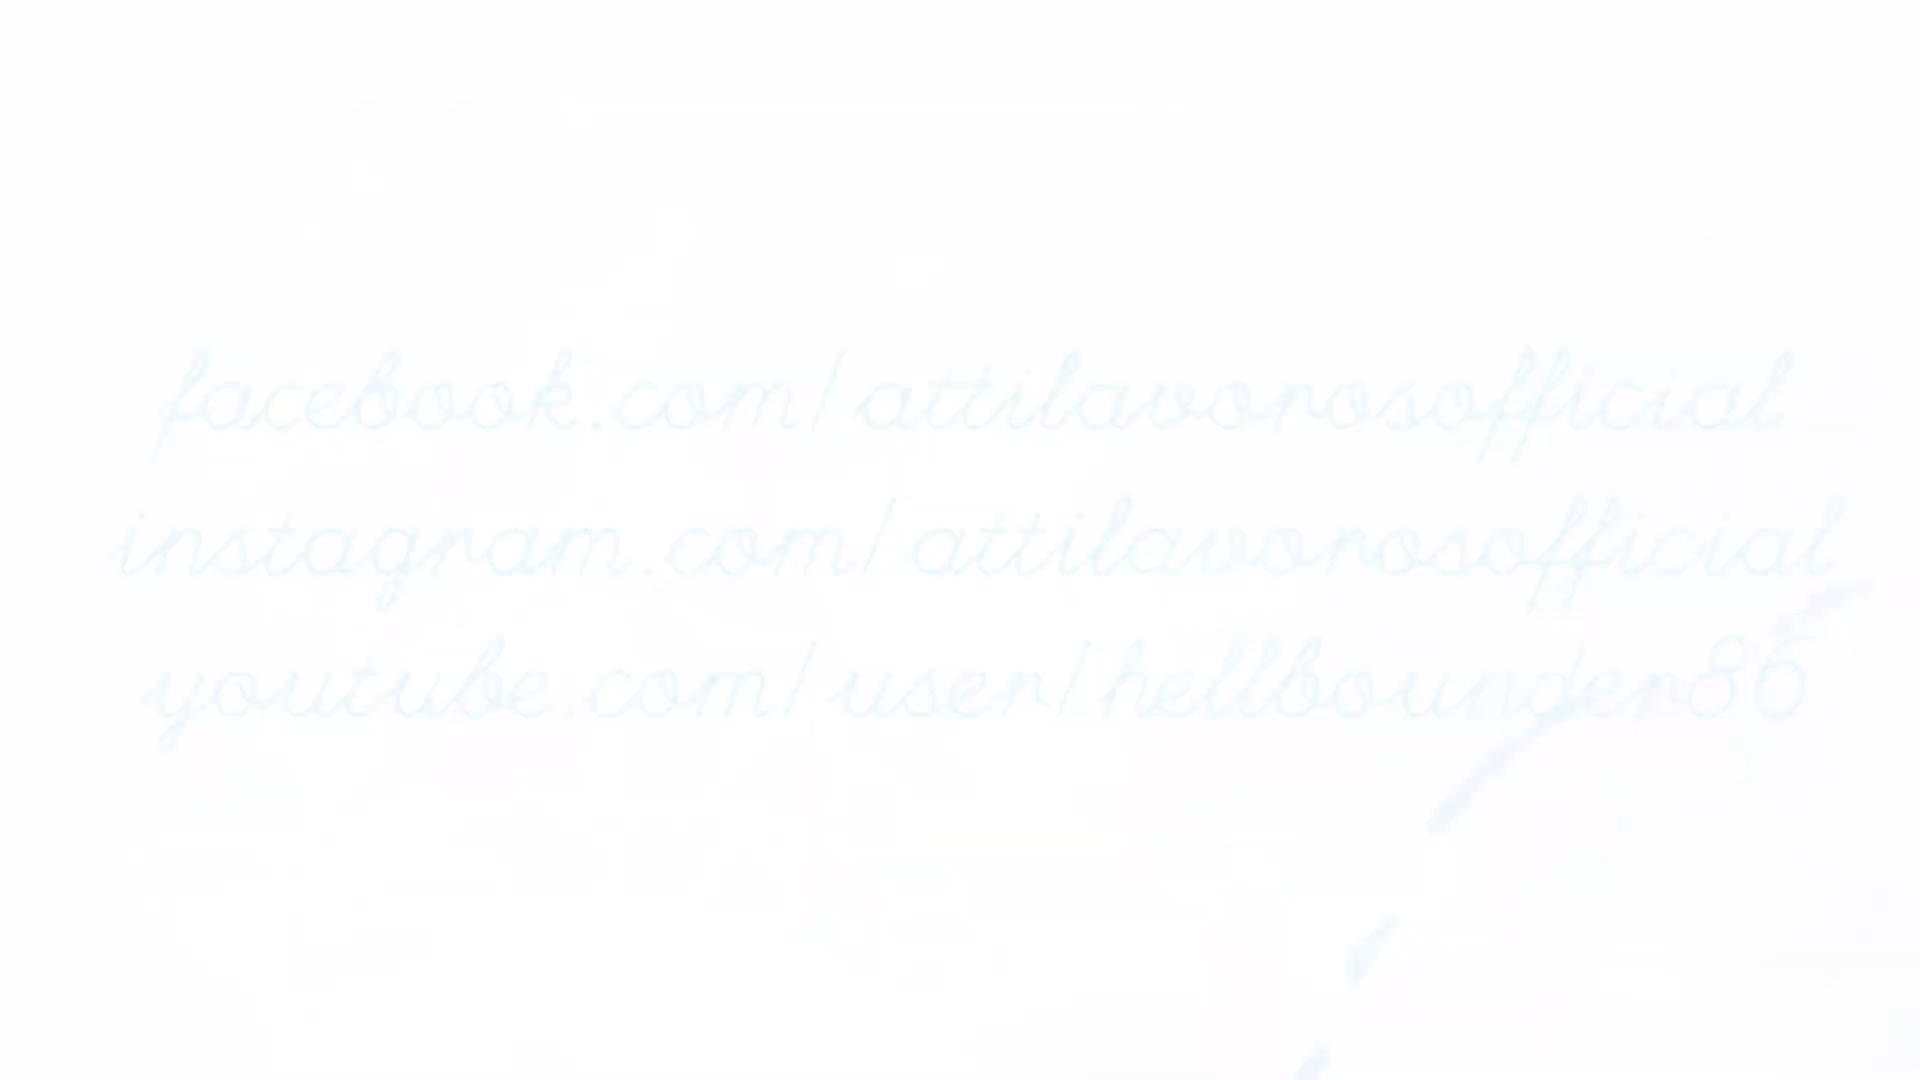 facebook.com/attilavorosofficial
instagram.com/attilavorosofficial
youtube.com/user/hellbounder86